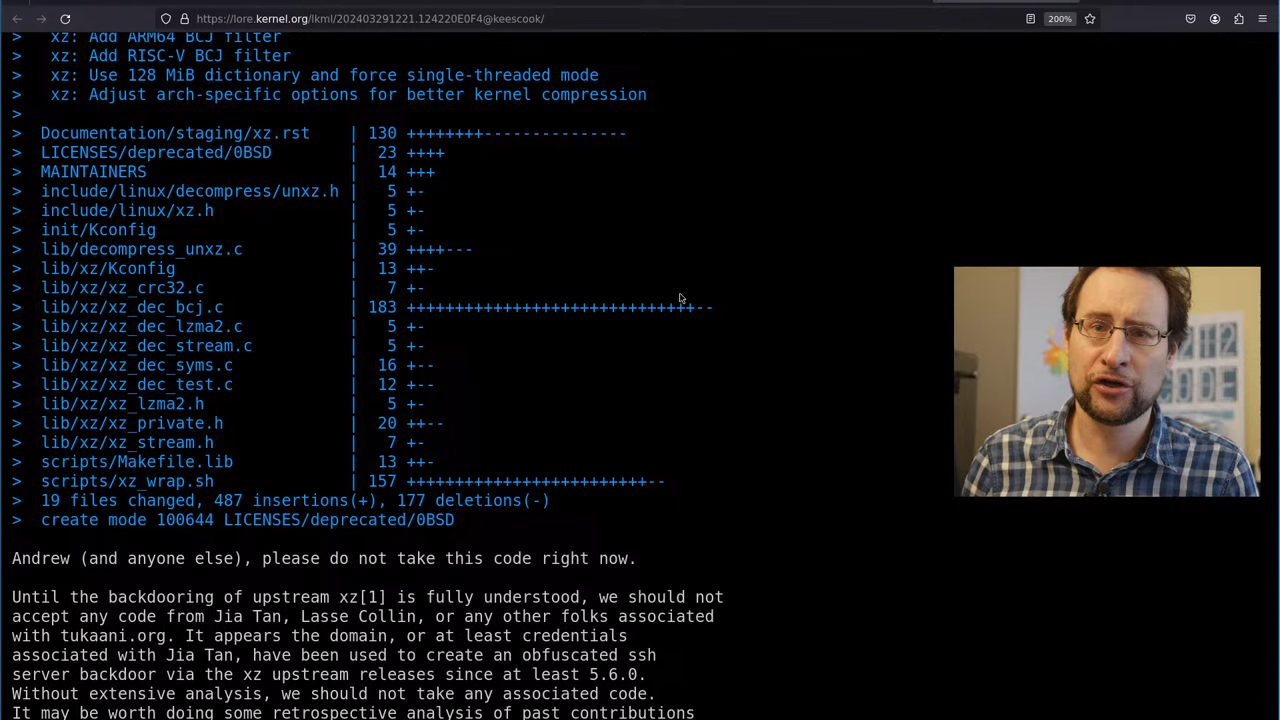 https://lore.kernel.org/lkml/202403291221.124220E0F4@keescook/
200%
> xz: Add ARM64 BCJ filter
> xz: Add RISC-V BCJ filter
> xz: Use 128 MiB dictionary and force single-threaded mode
> xz: Adjust arch-specific options for better kernel compression
>
> Documentation/staging/xz.rst | 130 ++++++++---------------
> LICENSES/deprecated/0BSD | 23 ++++
> MAINTAINERS | 14 +++
> include/linux/decompress/unxz.h | 5 +-
> include/linux/xz.h | 5 +-
> init/Kconfig | 5 +-
> lib/decompress_unxz.c | 39 ++++---
> lib/xz/Kconfig | 13 ++-
> lib/xz/xz_crc32.c | 7 +-
> lib/xz/xz_dec_bcj.c | 183 ++++++++++++++++++++++++++++++--
> lib/xz/xz_dec_lzma2.c | 5 +-
> lib/xz/xz_dec_stream.c | 5 +-
> lib/xz/xz_dec_syms.c | 16 +--
> lib/xz/xz_dec_test.c | 12 +--
> lib/xz/xz_lzma2.h | 5 +-
> lib/xz/xz_private.h | 20 ++--
> lib/xz/xz_stream.h | 7 +-
> scripts/Makefile.lib | 13 ++-
> scripts/xz_wrap.sh | 157 +++++++++++++++++++++++++--
> 19 files changed, 487 insertions(+), 177 deletions(-)
> create mode 100644 LICENSES/deprecated/0BSD
Andrew (and anyone else), please do not take this code right now.
Until the backdooring of upstream xz[1] is fully understood, we should not
accept any code from Jia Tan, Lasse Collin, or any other folks associated
with tukaani.org. It appears the domain, or at least credentials
associated with Jia Tan, have been used to create an obfuscated ssh
server backdoor via the xz upstream releases since at least 5.6.0.
Without extensive analysis, we should not take any associated code.
It may be worth doing some retrospective analysis of past contributions